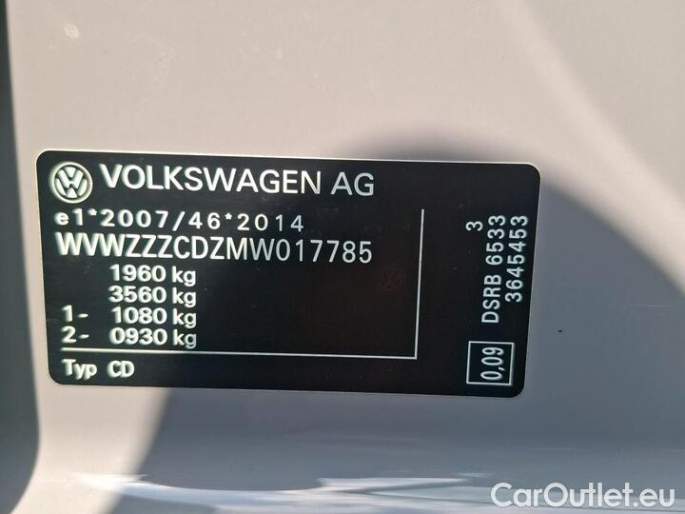 VOLKSWAGEN AG
e1*2007/46*2014
WVWZZZCDZMW017785
1960 kg
3560 kg
1- 1080 kg
2- 0930 kg
Typ CD
3
DSRB 6533
3645453
0,09
CarOutlet.eu